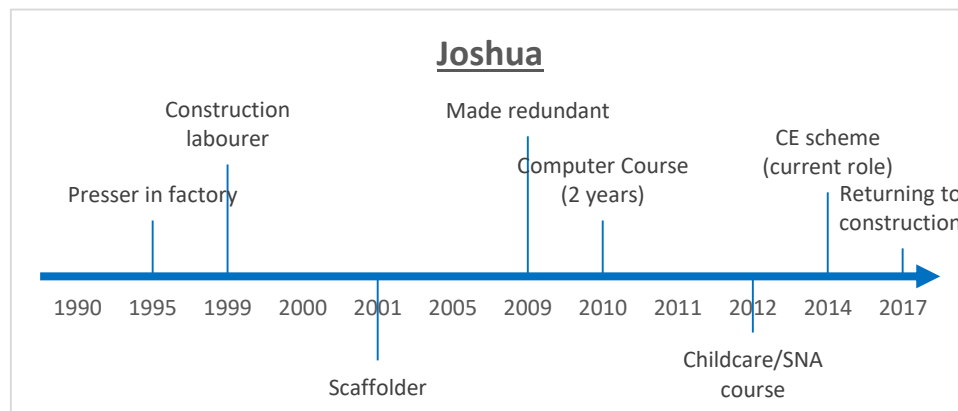 Joshua
Construction
labourer
Made redundant
CE scheme
(current role)
Computer Course
(2 years)
Presser in factory
Returning to
construction
1990 1995 1999 2000 2001 2005 2009 2010 2011 2012 2014 2017
Scaffolder
Childcare/SNA
course